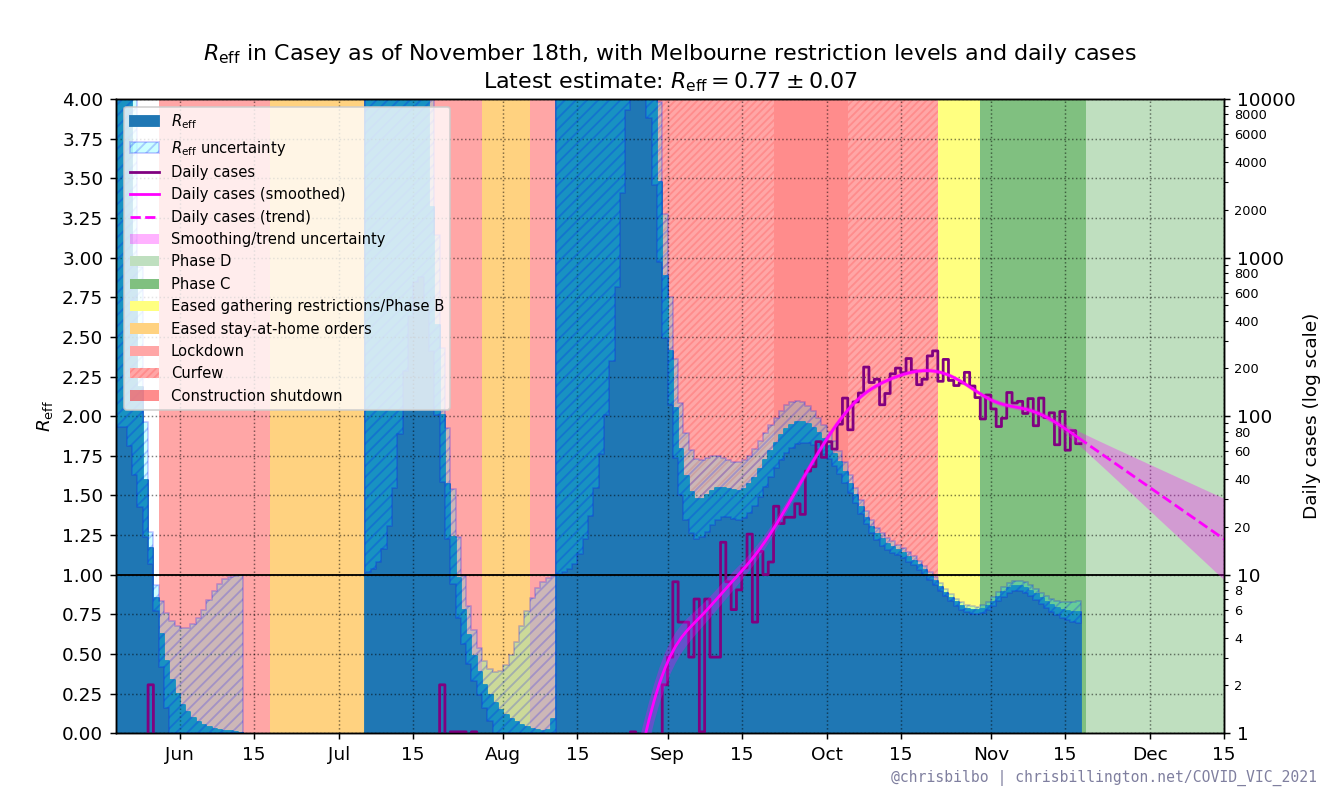 Reff in Casey as of November 18th, with Melbourne restriction levels and daily cases
Latest estimate: Reff = 0.77 ± 0.07
Reff
Reff uncertainty
Daily cases
Daily cases (smoothed)
Daily cases (trend)
Smoothing/trend uncertainty
Phase D
Phase C
Eased gathering restrictions/Phase B
Eased stay-at-home orders
Lockdown
Curfew
Construction shutdown
Reff
4.00
3.75
3.50
3.25
3.00
2.75
2.50
2.25
2.00
1.75
1.50
1.25
1.00
0.75
0.50
0.25
0.00
Jun 15 Jul 15 Aug 15 Sep 15 Oct 15 Nov 15 Dec 15
10000
8000
6000
4000
2000
1000
800
600
400
200
100
80
60
40
20
10
8
6
4
2
1
Daily cases (log scale)
@chrisbilbo | chrisbillington.net/COVID_VIC_2021